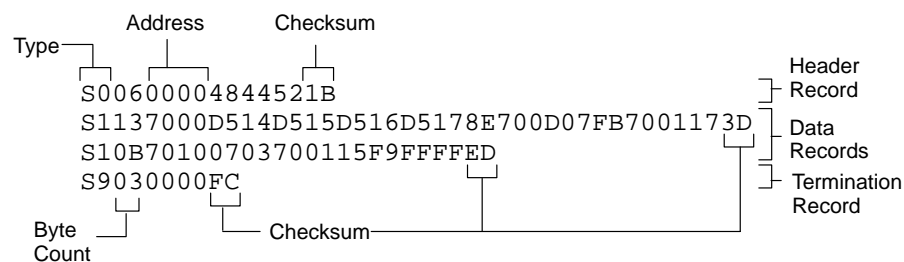 Address Checksum
Type
S00600004844521B
Header
Record
S1137000D514D515D516D5178E700D07FB7001173D
Data
Records
S10B70100703700115F9FFFFED
S9030000FC
Termination
Record
Byte
Count
Checksum